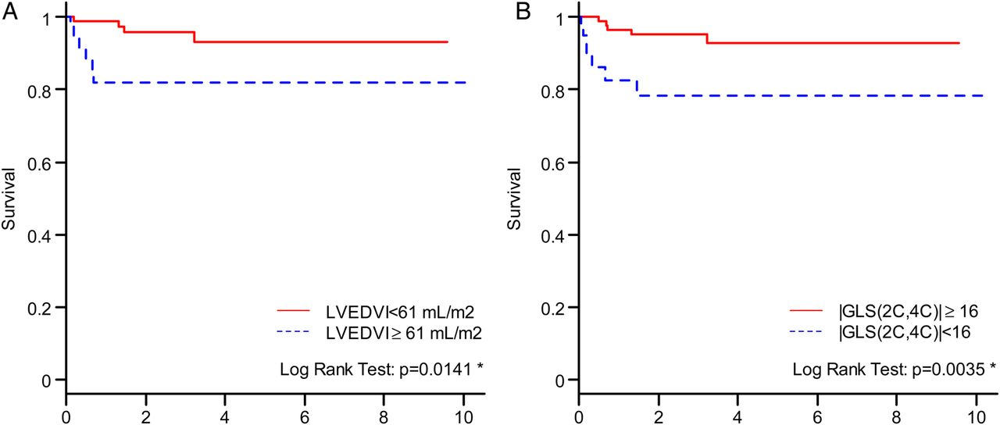 A
1
0.8
0.6
0.4
0.2
0
Survival
LVEDVI<61 mL/m2
LVEDVI≥ 61 mL/m2
Log Rank Test: p=0.0141 *
0 2 4 6 8 10
B
1
0.8
0.6
0.4
0.2
0
Survival
|GLS(2C,4C)|≥ 16
|GLS(2C,4C)|<16
Log Rank Test: p=0.0035 *
0 2 4 6 8 10